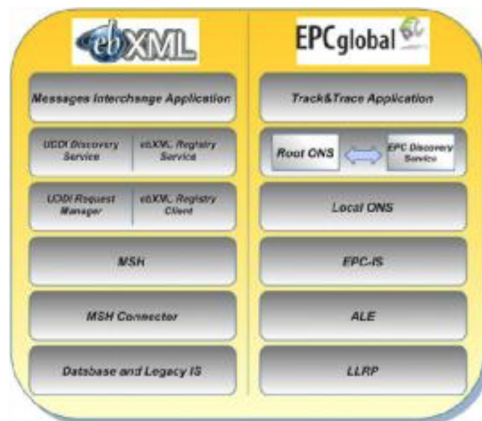 ebXML
EPCglobal
Messages Interchange Application
Track&Trace Application
UDDI Discovery
Service
ebXML Registry
Service
Root ONS
EPC Discovery
Service
UDDI Request
Manager
ebXML Registry
Client
Local ONS
MSH
EPC-IS
MSH Connector
ALE
Database and Legacy IS
LLRP